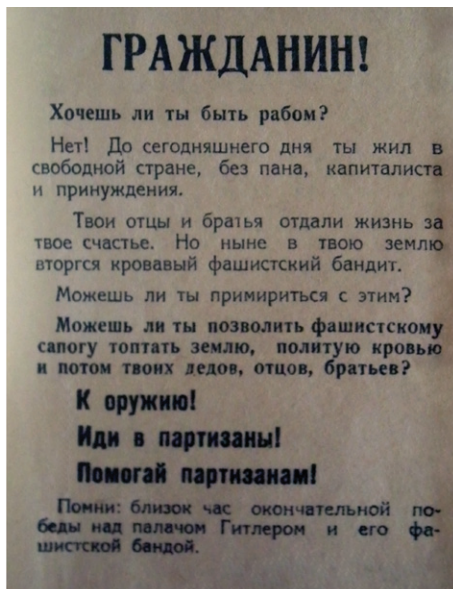 ГРАЖДАНИН!
Хочешь ли ты быть рабом?
Нет! До сегодняшнего дня ты жил в
свободной стране, без пана, капиталиста
и принуждения.
Твои отцы и братья отдали жизнь за
твое счастье. Но ныне в твою землю
вторгся кровавый фашистский бандит.
Можешь ли ты примириться с этим?
Можешь ли ты позволить фашистскому
сапогу топтать землю, политую кровью
и потом твоих дедов, отцов, братьев?
К оружию!
Иди в партизаны!
Помогай партизанам!
Помни: близок час окончательной по-
беды над палачом Гитлером и его фа-
шистской бандой.